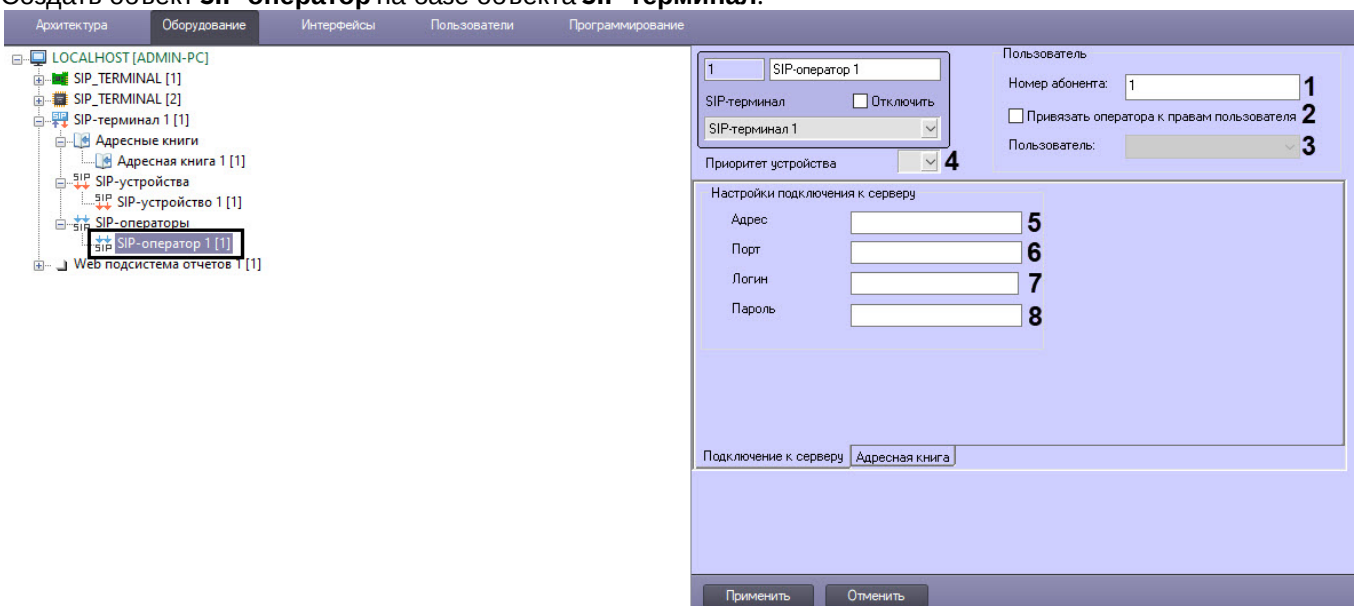 Создать объект SIP-оператор на базе объекта SIP-терминал.
Архитектура Оборудование Интерфейсы Пользователи Программирование
LOCALHOST [ADMIN-PC]
SIP_TERMINAL [1]
SIP_TERMINAL [2]
SIP-терминал 1 [1]
Адресные книги
Адресная книга 1 [1]
SIP-устройства
SIP-устройство 1 [1]
SIP-операторы
SIP-оператор 1 [1]
Web подсистема отчетов 1 [1]
1 SIP-оператор 1
SIP-терминал Отключить
SIP-терминал 1
Приоритет устройства 4
Пользователь
Номер абонента: 1 1
Привязать оператора к правам пользователя 2
Пользователь: 3
Настройки подключения к серверу
Адрес 5
Порт 6
Логин 7
Пароль 8
Подключение к серверу Адресная книга
Применить Отменить